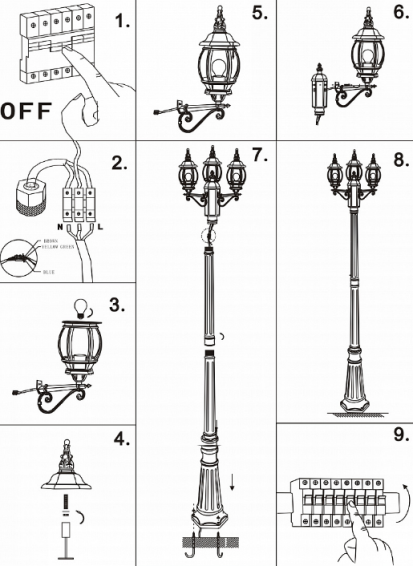 1.
OFF
2.
N L
BROWN
YELLOW GREEN
BLUE
3.
4.
5.
6.
7.
8.
9.